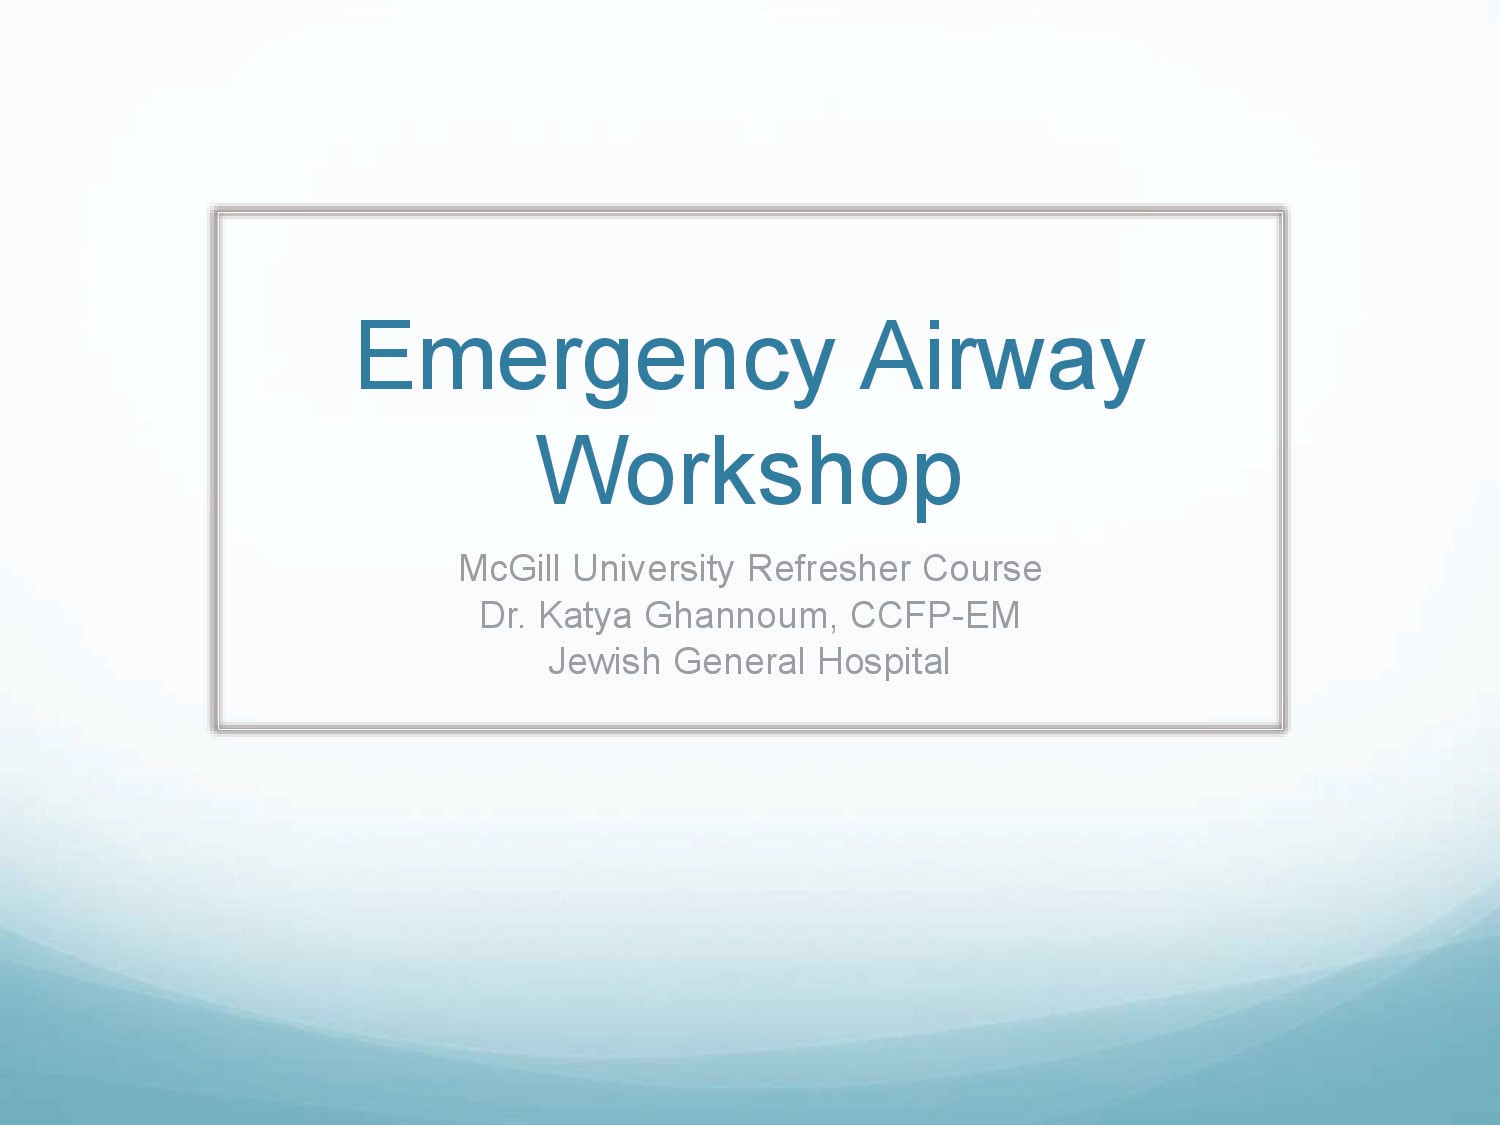 Emergency Airway
Workshop
McGill University Refresher Course
Dr. Katya Ghannoum, CCFP-EM
Jewish General Hospital